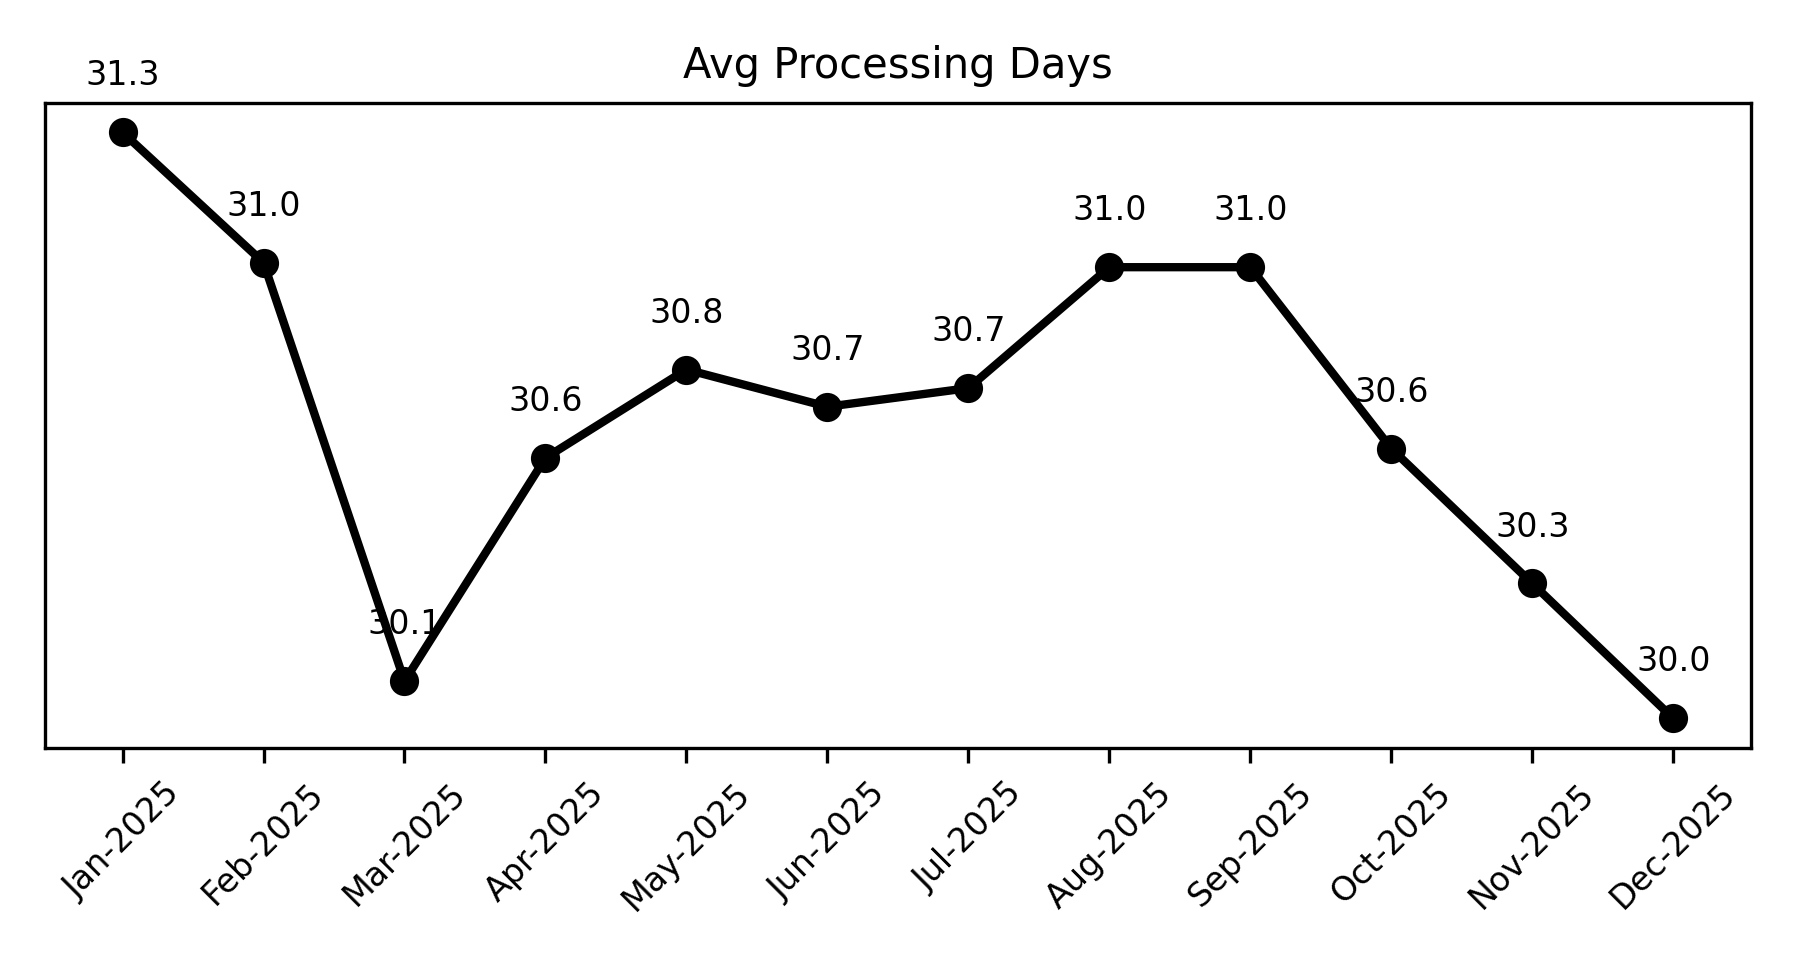 Avg Processing Days
31.3
31.0
30.1
30.6
30.8
30.7
30.7
31.0
31.0
30.6
30.3
30.0
Jan-2025
Feb-2025
Mar-2025
Apr-2025
May-2025
Jun-2025
Jul-2025
Aug-2025
Sep-2025
Oct-2025
Nov-2025
Dec-2025